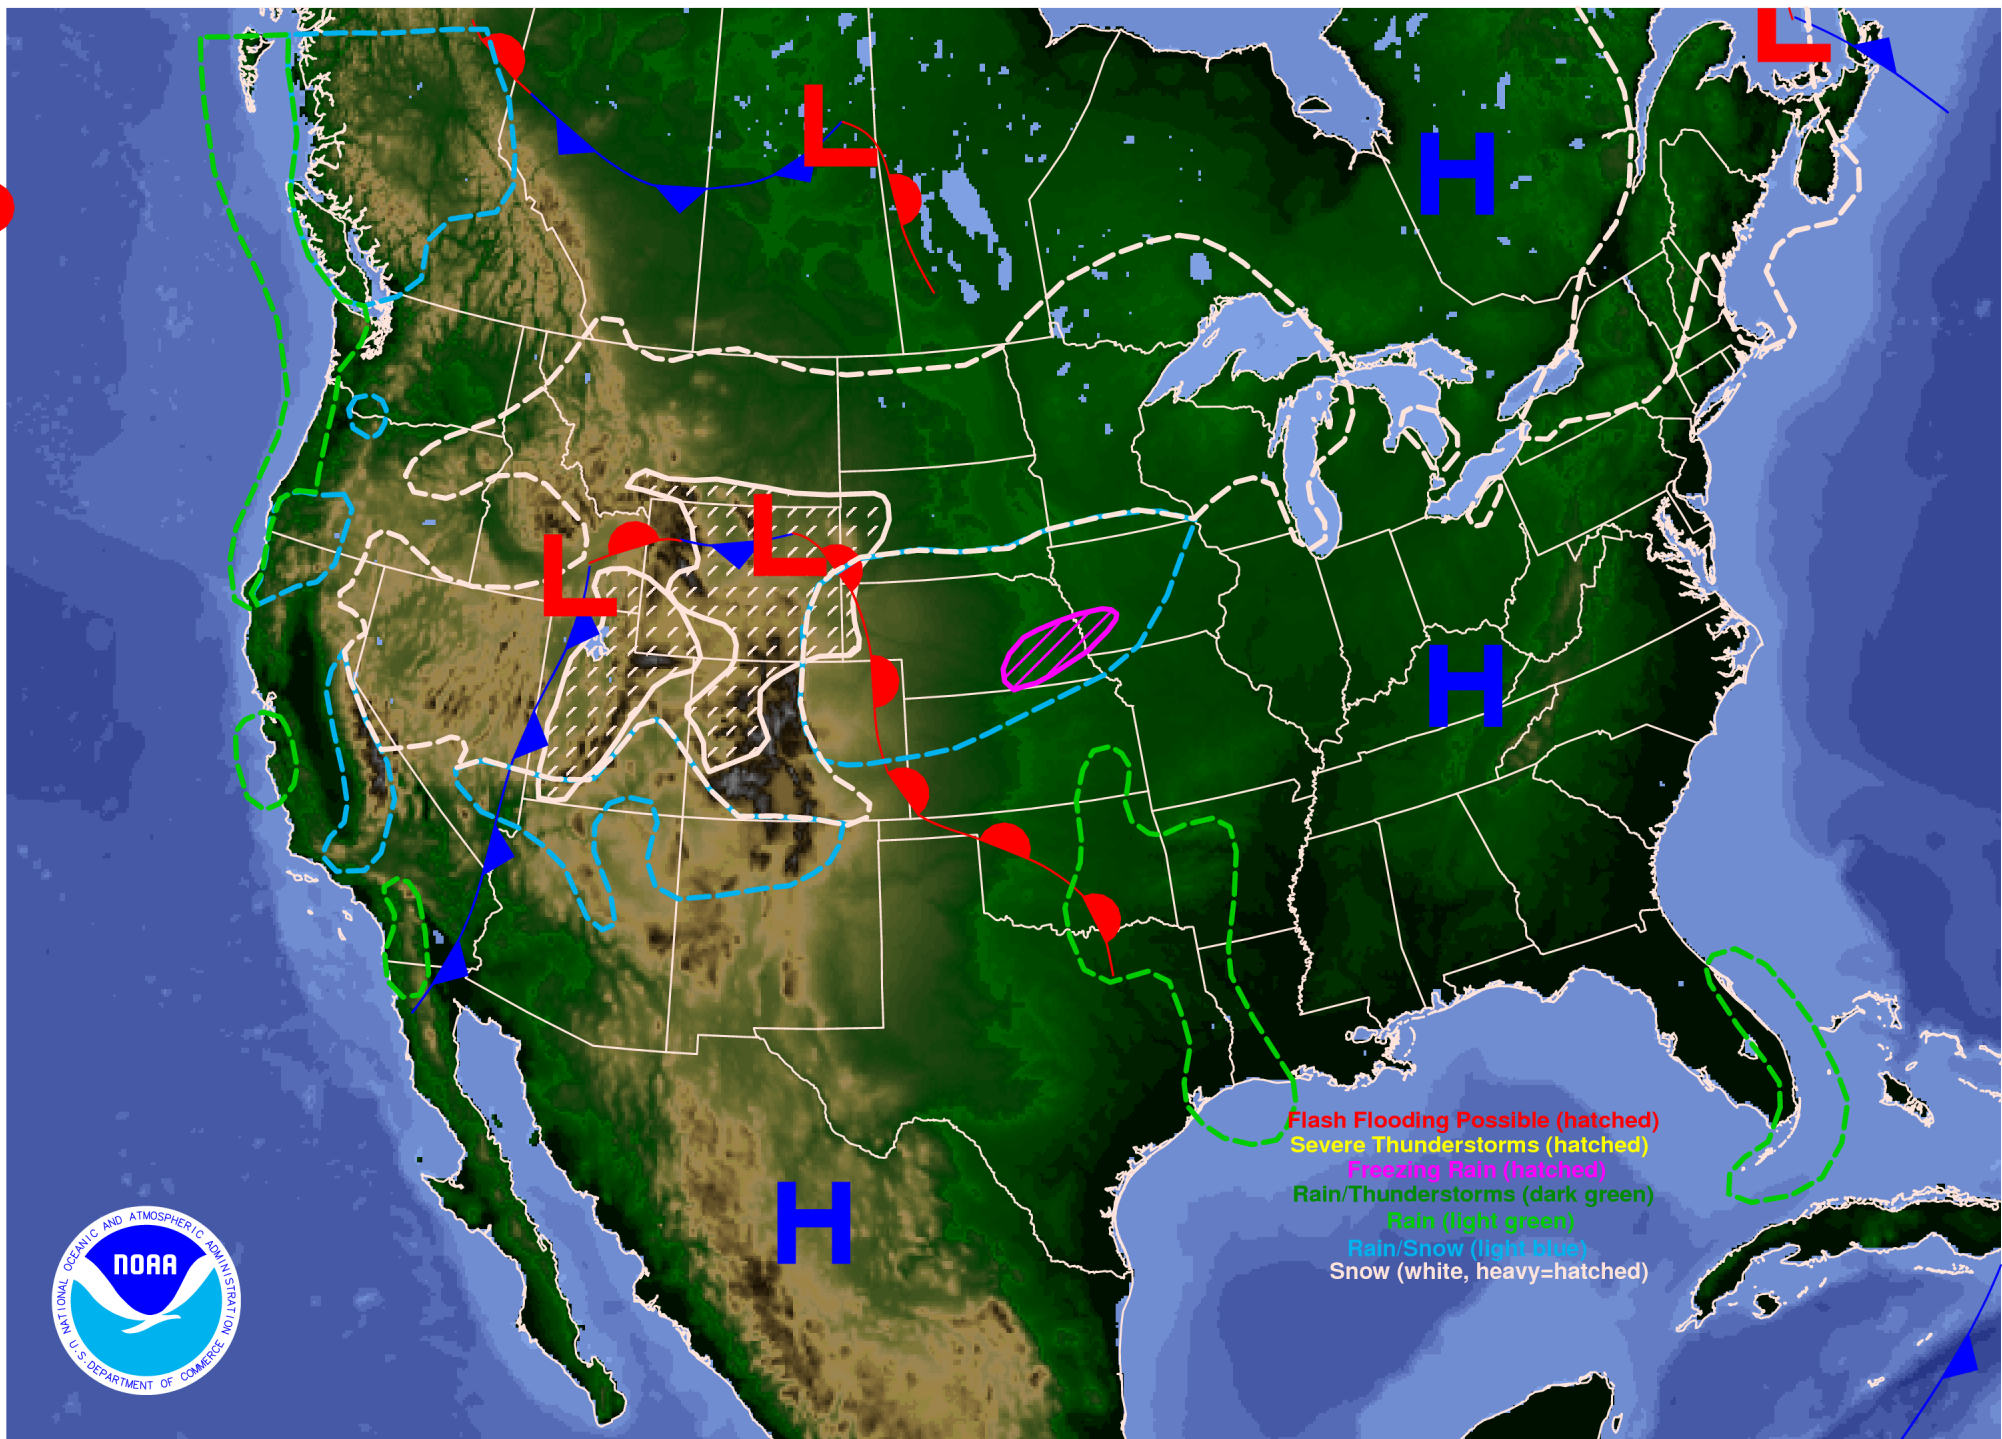 L
L
H
L
L
H
Flash Flooding Possible (hatched)
Severe Thunderstorms (hatched)
Freezing Rain (hatched)
Rain/Thunderstorms (dark green)
Rain (light green)
Rain/Snow (light blue)
Snow (white, heavy=hatched)
H
NATIONAL OCEANIC AND ATMOSPHERIC ADMINISTRATION
NOAA
U.S. DEPARTMENT OF COMMERCE